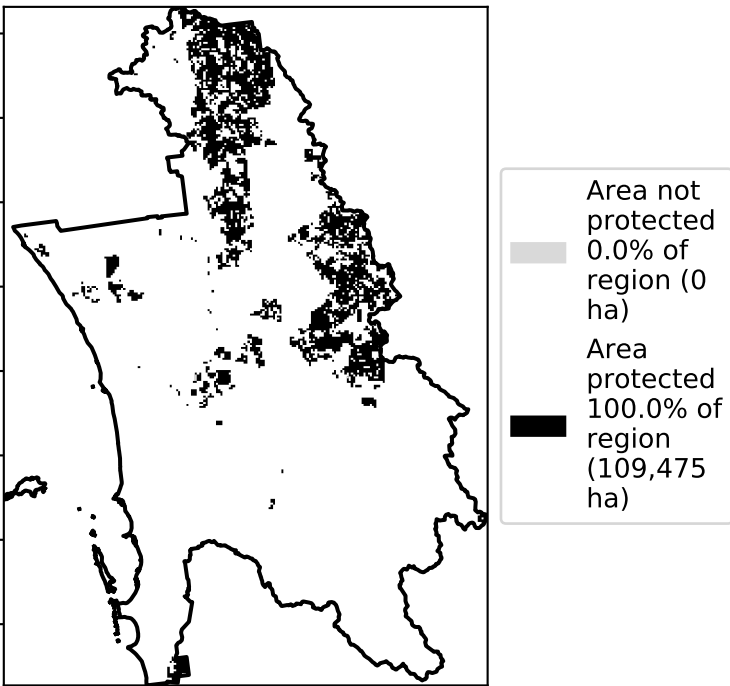 Area not
protected
0.0% of
region (0
ha)
Area
protected
100.0% of
region
(109,475
ha)